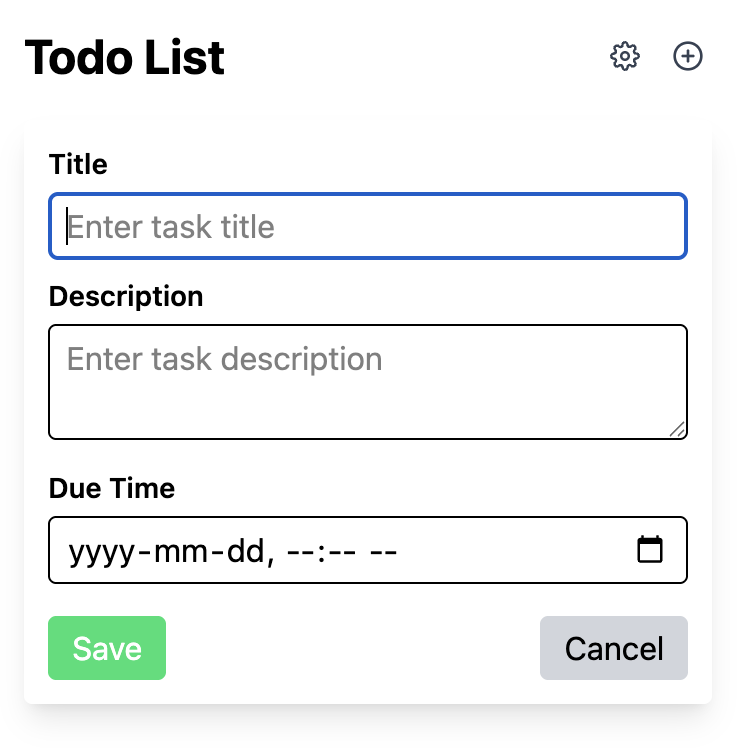 Todo List
Title
Enter task title
Description
Enter task description
Due Time
yyyy-mm-dd, --:-- --
Save
Cancel